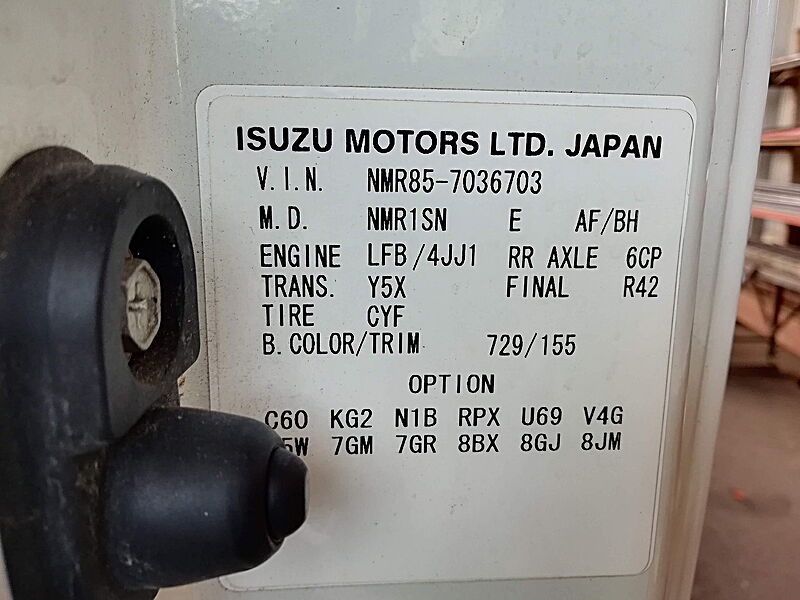 ISUZU MOTORS LTD. JAPAN
V.I.N. NMR85-7036703
M.D. NMR1SN E AF/BH
ENGINE LFB/4JJ1 RR AXLE 6CP
TRANS. Y5X FINAL R42
TIRE CYF
B.COLOR/TRIM 729/155
OPTION
C60 KG2 N1B RPX U69 V4G
7GM 7GR 8BX 8GJ 8JM